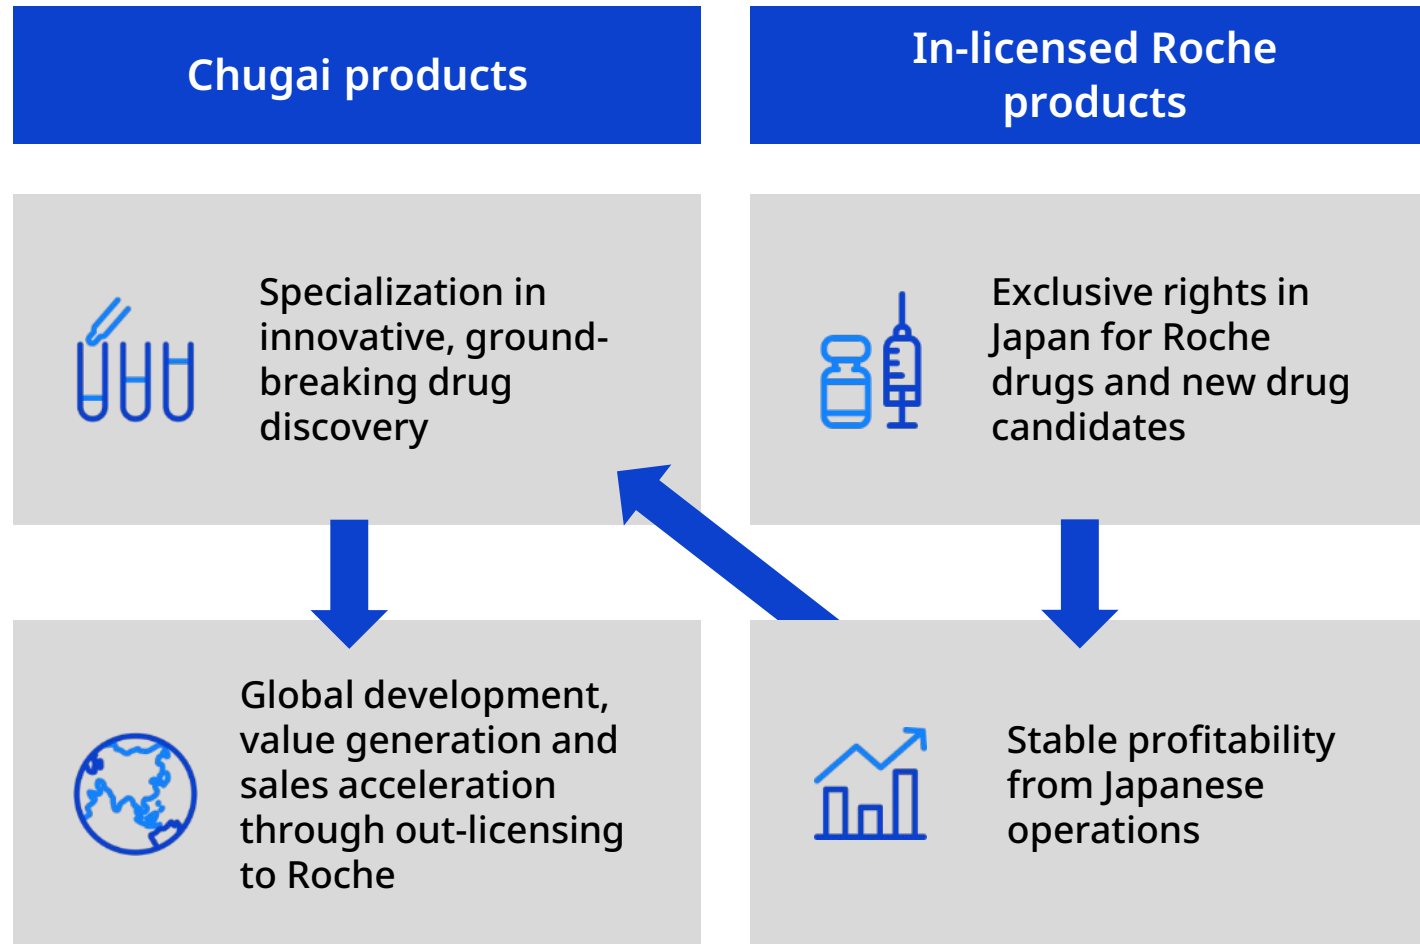 Chugai products
In-licensed Roche
products
Specialization in
innovative, ground-
breaking drug
discovery
Exclusive rights in
Japan for Roche
drugs and new drug
candidates
Global development,
value generation and
sales acceleration
through out-licensing
to Roche
Stable profitability
from Japanese
operations